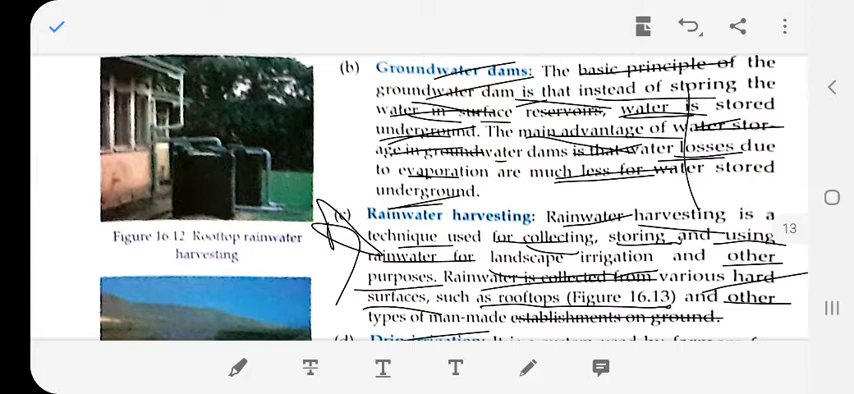 (b) Groundwater dams: The basic principle of the
groundwater dam is that instead of storing the
water in surface reservoirs, water is stored
underground. The main advantage of water stor-
age in groundwater dams is that water losses due
to evaporation are much less for water stored
underground.
(c) Rainwater harvesting: Rainwater harvesting is a
technique used for collecting, storing and using
rainwater for landscape irrigation and other
purposes. Rainwater is collected from various hard
surfaces, such as rooftops (Figure 16.13) and other
types of man-made establishments on ground.
Figure 16.12 Rooftop rainwater
harvesting
13
T
T
T